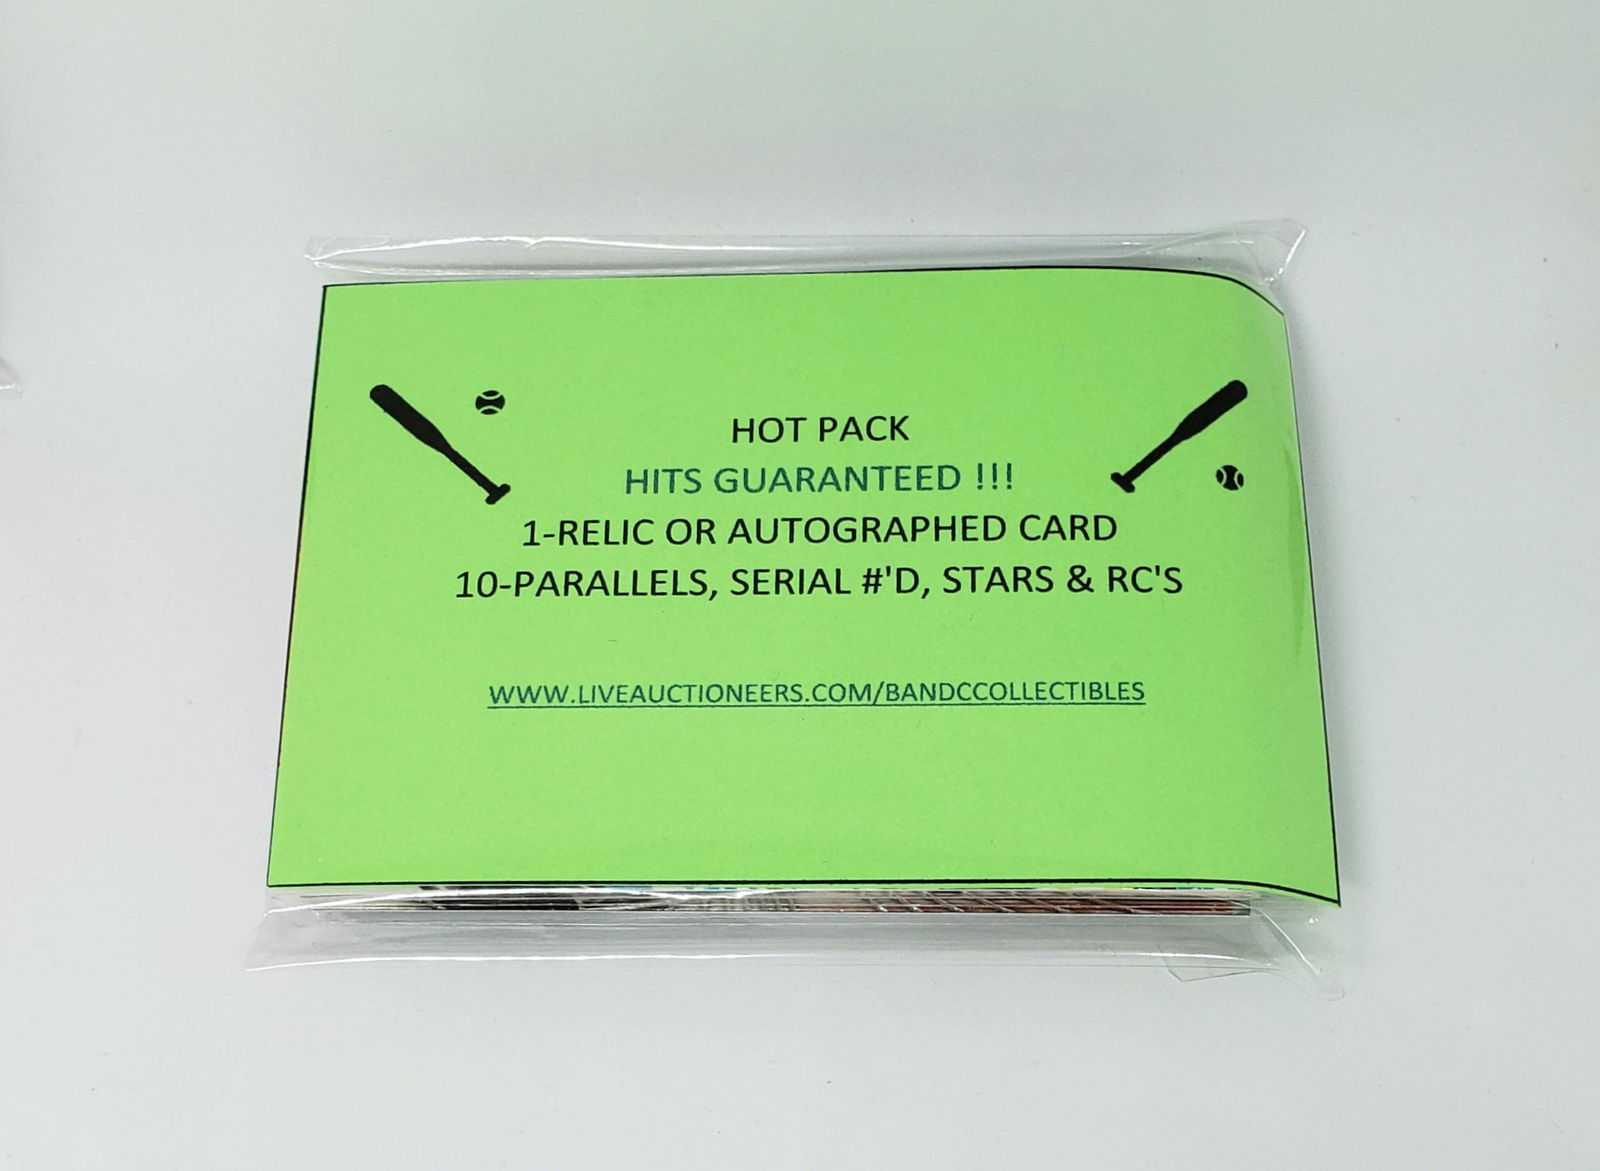 HOT PACK
HITS GUARANTEED !!!
1-RELIC OR AUTOGRAPHED CARD
10-PARALLELS, SERIAL #'D, STARS & RC'S
WWW.LIVEAUCTIONEERS.COM/BANDCCOLLECTIBLES